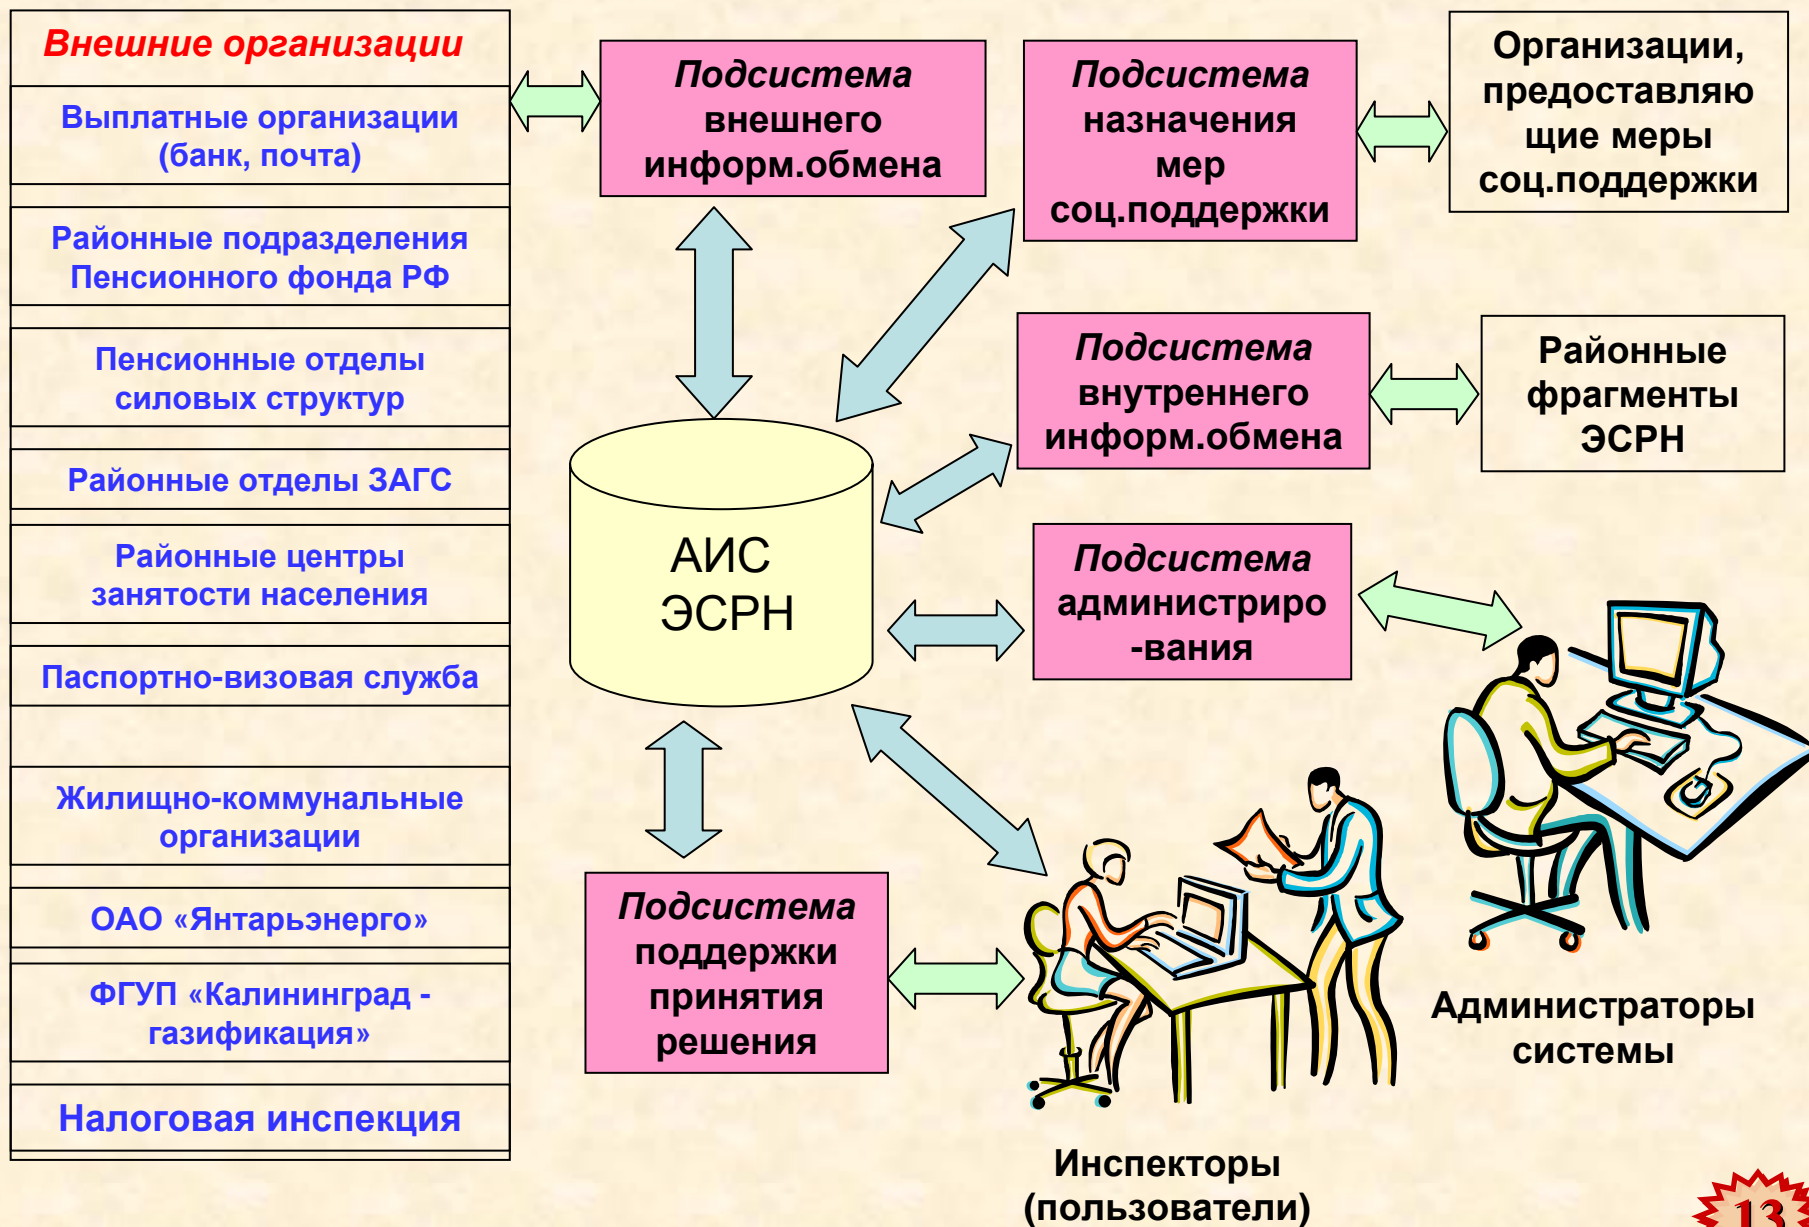 Внешние организации
Выплатные организации
(банк, почта)
Районные подразделения
Пенсионного фонда РФ
Пенсионные отделы
силовых структур
Районные отделы ЗАГС
Районные центры
занятости населения
Паспортно-визовая служба
Жилищно-коммунальные
организации
ОАО «Янтарьэнерго»
ФГУП «Калининград -
газификация»
Налоговая инспекция
Подсистема
внешнего
информ.обмена
Подсистема
назначения
мер
соц.поддержки
Организации,
предоставляю
щие меры
соц.поддержки
Подсистема
внутреннего
информ.обмена
Районные
фрагменты
ЭСРН
АИС
ЭСРН
Подсистема
администриро
-вания
Подсистема
поддержки
принятия
решения
Администраторы
системы
Инспекторы
(пользователи)
13